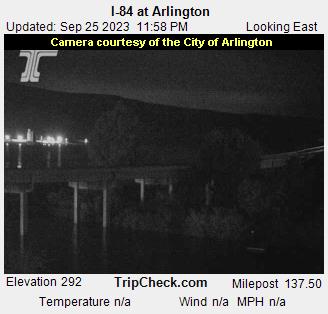 I-84 at Arlington
Updated: Sep 25 2023 11:58 PM Looking East
Camera courtesy of the City of Arlington
Elevation 292 TripCheck.com Milepost 137.50
Temperature n/a Wind n/a MPH n/a